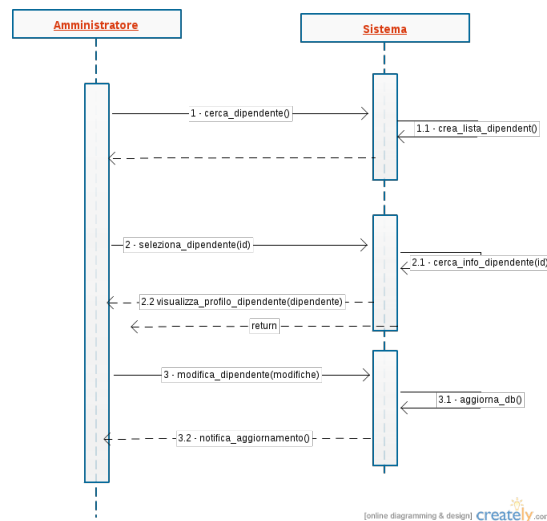 Amministratore
Sistema
1 - cerca_dipendente()
1.1 - crea_lista_dipendent()
2 - seleziona_dipendente(id)
2.1 - cerca_info_dipendente(id)
2.2 visualizza_profilo_dipendente(dipendente)
return
3 - modifica_dipendente(modifiche)
3.1 - aggiorna_db()
3.2 - notifica_aggiornamento()
[online diagramming & design] creately.com